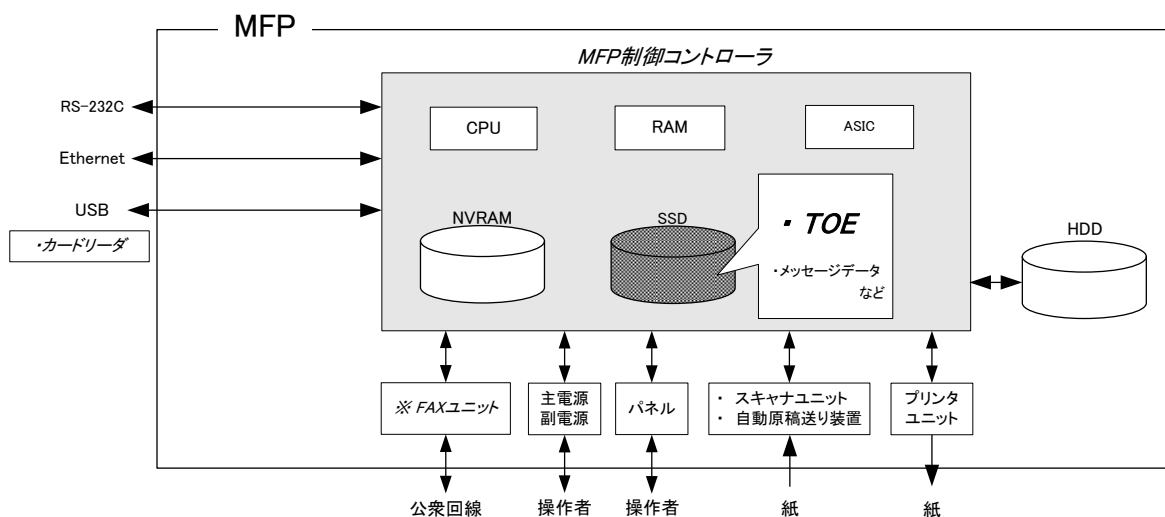 MFP
MFP制御コントローラ
RS-232C
CPU
RAM
ASIC
Ethernet
USB
・カードリーダ
NVRAM
SSD
・ TOE
・メッセージデータ
など
HDD
※ FAXユニット
主電源
副電源
パネル
・ スキャナユニット
・ 自動原稿送り装置
プリンタ
ユニット
公衆回線
操作者
操作者
紙
紙